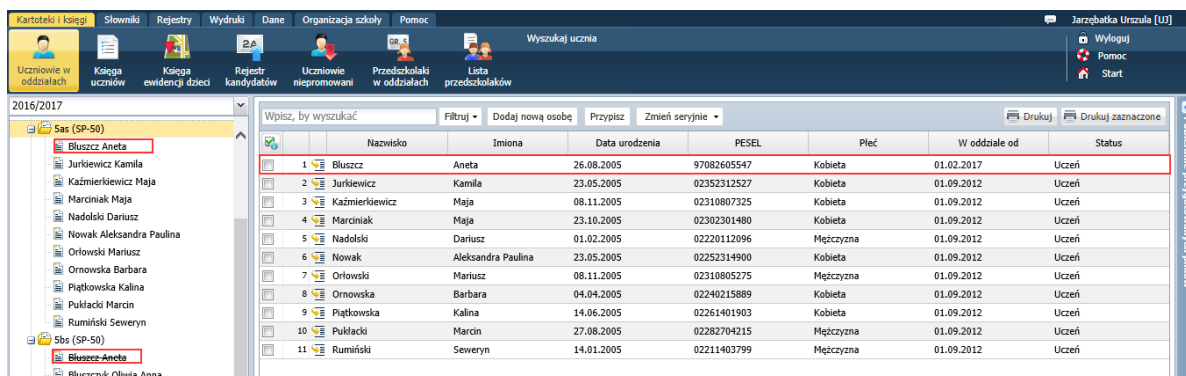 Kartoteki i księgi Słowniki Rejestry Wydruki Dane Organizacja szkoły Pomoc Jarzębatka Urszula [UJ]
Uczniowie w oddziałach Księga uczniów Księga ewidencji dzieci Rejestr kandydatów Uczniowie niepromowani Przedszkolaki w oddziałach Lista przedszkolaków Wyszukaj ucznia
Wyloguj
Pomoc
Start
2016/2017
5as (SP-50)
Bluszcz Aneta
Jurkiewicz Kamila
Kaźmierkiewicz Maja
Marciniak Maja
Nadolski Dariusz
Nowak Aleksandra Paulina
Orłowski Mariusz
Ornowska Barbara
Piątkowska Kalina
Pukłacki Marcin
Rumiński Seweryn
5bs (SP-50)
Bluszcz Aneta
Bluszczyk Oliwia Anna
Wpisz, by wyszukać Filtruj Dodaj nową osobę Przypisz Zmień seryjnie Drukuj Drukuj zaznaczone
Nazwisko Imiona Data urodzenia PESEL Płeć W oddziale od Status
1 Bluszcz Aneta 26.08.2005 97082605547 Kobieta 01.02.2017 Uczeń
2 Jurkiewicz Kamila 23.05.2005 02352312527 Kobieta 01.09.2012 Uczeń
3 Kaźmierkiewicz Maja 08.11.2005 02310807325 Kobieta 01.09.2012 Uczeń
4 Marciniak Maja 23.10.2005 02302301480 Kobieta 01.09.2012 Uczeń
5 Nadolski Dariusz 01.02.2005 02220112096 Mężczyzna 01.09.2012 Uczeń
6 Nowak Aleksandra Paulina 23.05.2005 02252314900 Kobieta 01.09.2012 Uczeń
7 Orłowski Mariusz 08.11.2005 02310805275 Mężczyzna 01.09.2012 Uczeń
8 Ornowska Barbara 04.04.2005 02240215889 Kobieta 01.09.2012 Uczeń
9 Piątkowska Kalina 14.06.2005 02261401903 Kobieta 01.09.2012 Uczeń
10 Pukłacki Marcin 27.08.2005 02282704215 Mężczyzna 01.09.2012 Uczeń
11 Rumiński Seweryn 14.01.2005 02211403799 Mężczyzna 01.09.2012 Uczeń